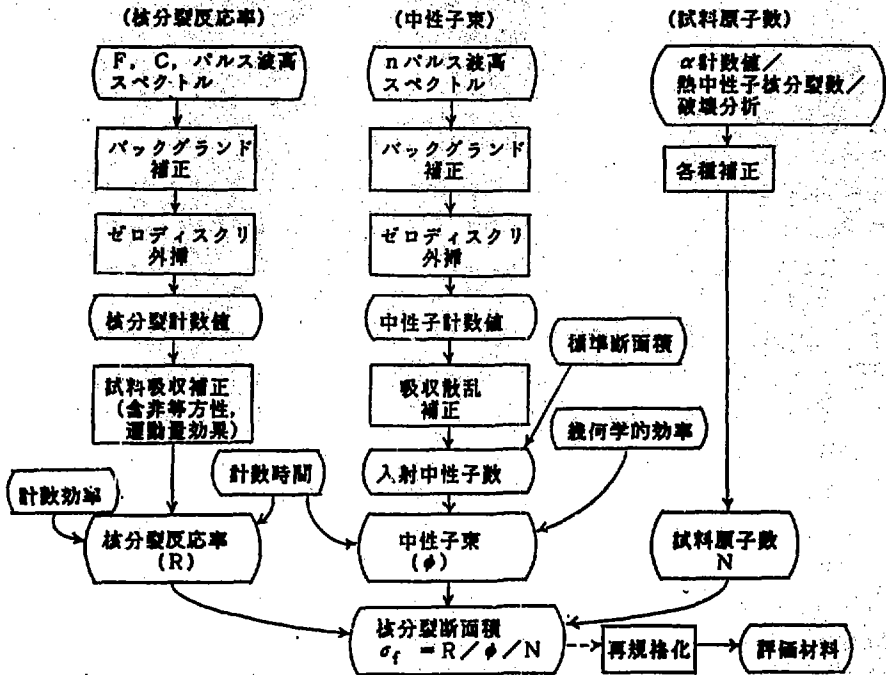 (核分裂反応率)
(中性子束)
(試料原子数)
F, C, パルス波高
スペクトル
nパルス波高
スペクトル
α計数値/
熱中性子核分裂数/
破壊分析
バックグランド
補正
バックグランド
補正
各種補正
ゼロディスクリ
外挿
ゼロディスクリ
外挿
核分裂計数値
中性子計数値
標準断面積
試料吸収補正
(含非等方性,
運動量効果)
吸収散乱
補正
幾何学的効率
計数効率
計数時間
入射中性子数
核分裂反応率
(R)
中性子束
(φ)
試料原子数
N
核分裂断面積
σf = R/φ/N
再規格化
評価材料